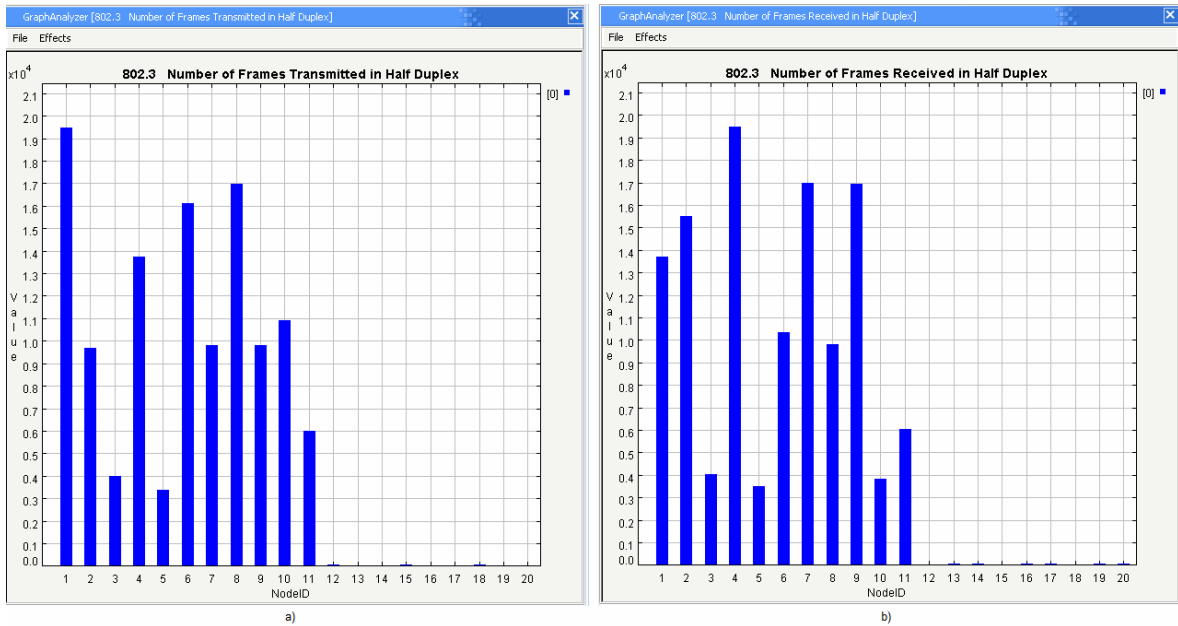 GraphAnalyzer [802.3 Number of Frames Transmitted in Half Duplex]
File Effects
x10^4
802.3 Number of Frames Transmitted in Half Duplex
[0]
2.1
2.0
1.9
1.8
1.7
1.6
1.5
1.4
1.3
1.2
1.1
1.0
0.9
0.8
0.7
0.6
0.5
0.4
0.3
0.2
0.1
0.0
Value
1 2 3 4 5 6 7 8 9 10 11 12 13 14 15 16 17 18 19 20
NodeID
a)
GraphAnalyzer [802.3 Number of Frames Received in Half Duplex]
File Effects
x10^4
802.3 Number of Frames Received in Half Duplex
[0]
2.1
2.0
1.9
1.8
1.7
1.6
1.5
1.4
1.3
1.2
1.1
1.0
0.9
0.8
0.7
0.6
0.5
0.4
0.3
0.2
0.1
0.0
Value
1 2 3 4 5 6 7 8 9 10 11 12 13 14 15 16 17 18 19 20
NodeID
b)